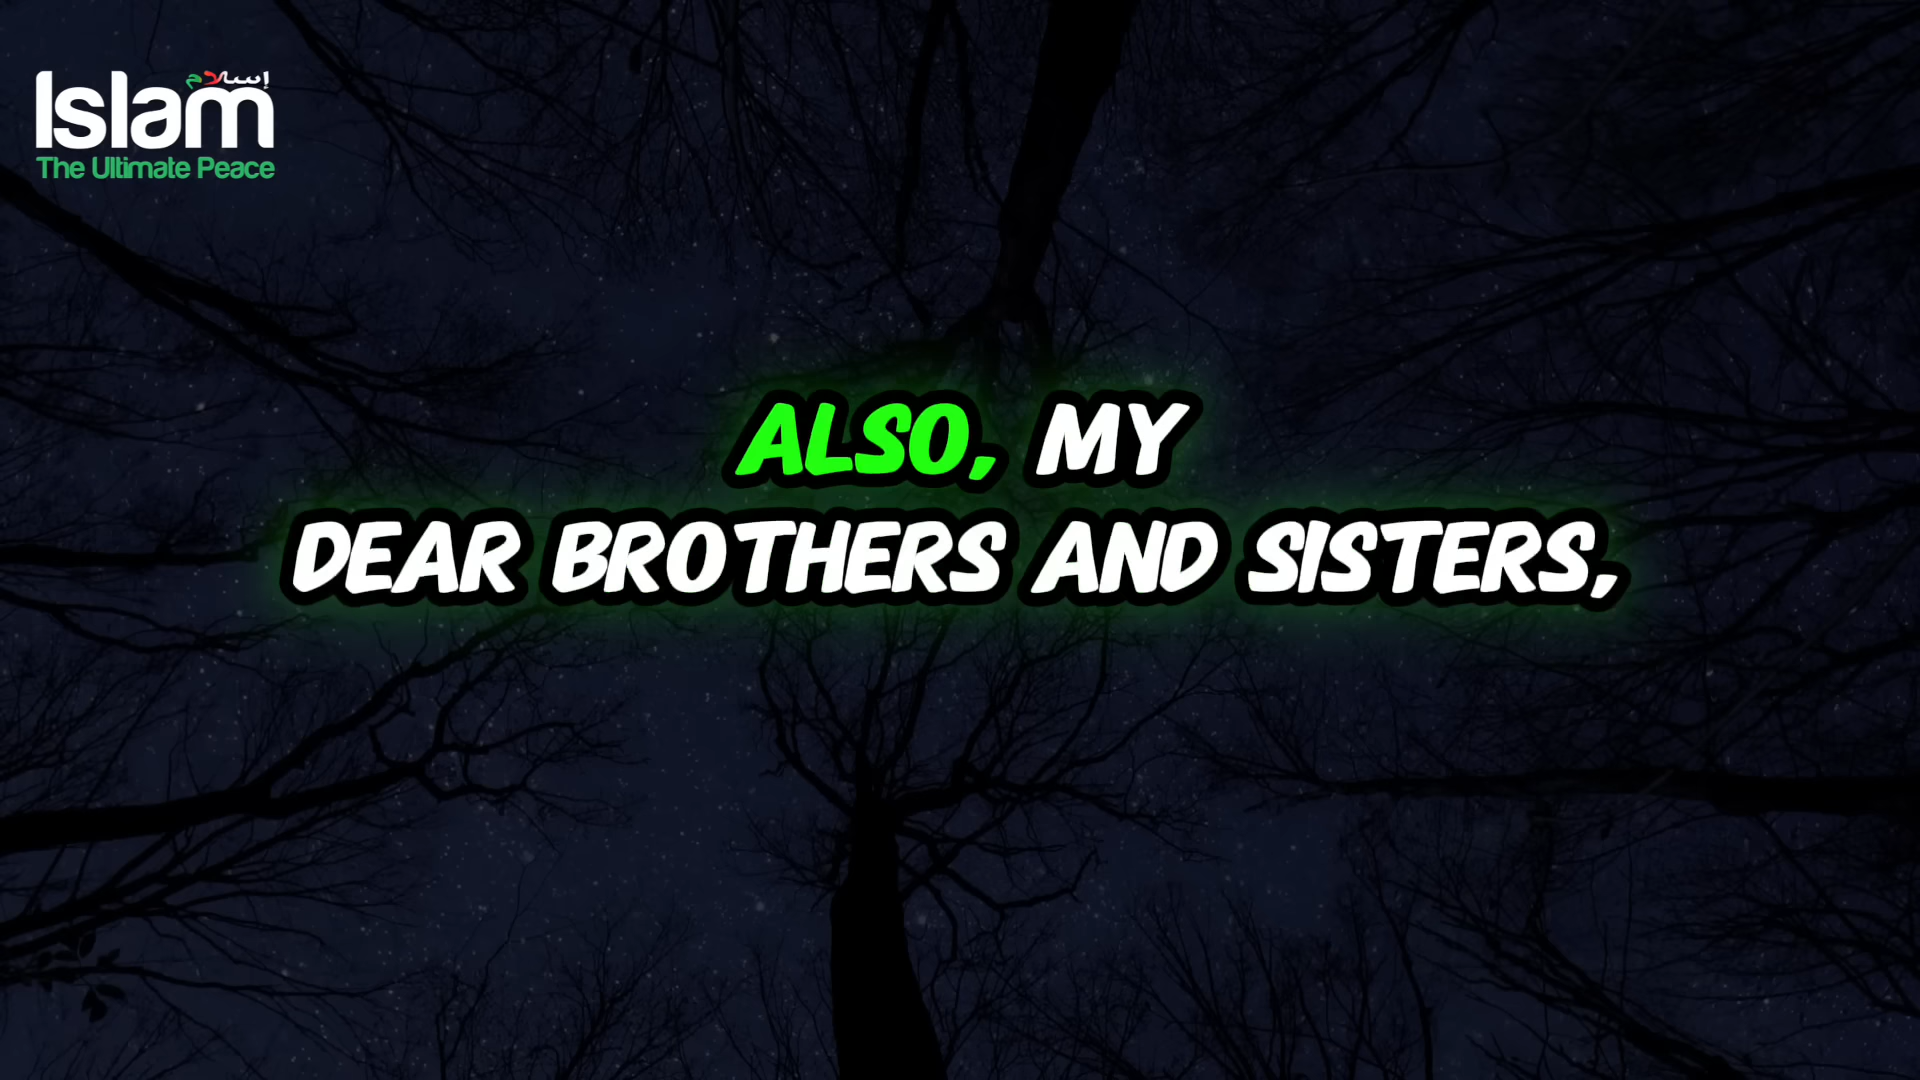 إسلام
Islam
The Ultimate Peace
ALSO, MY
DEAR BROTHERS AND SISTERS,